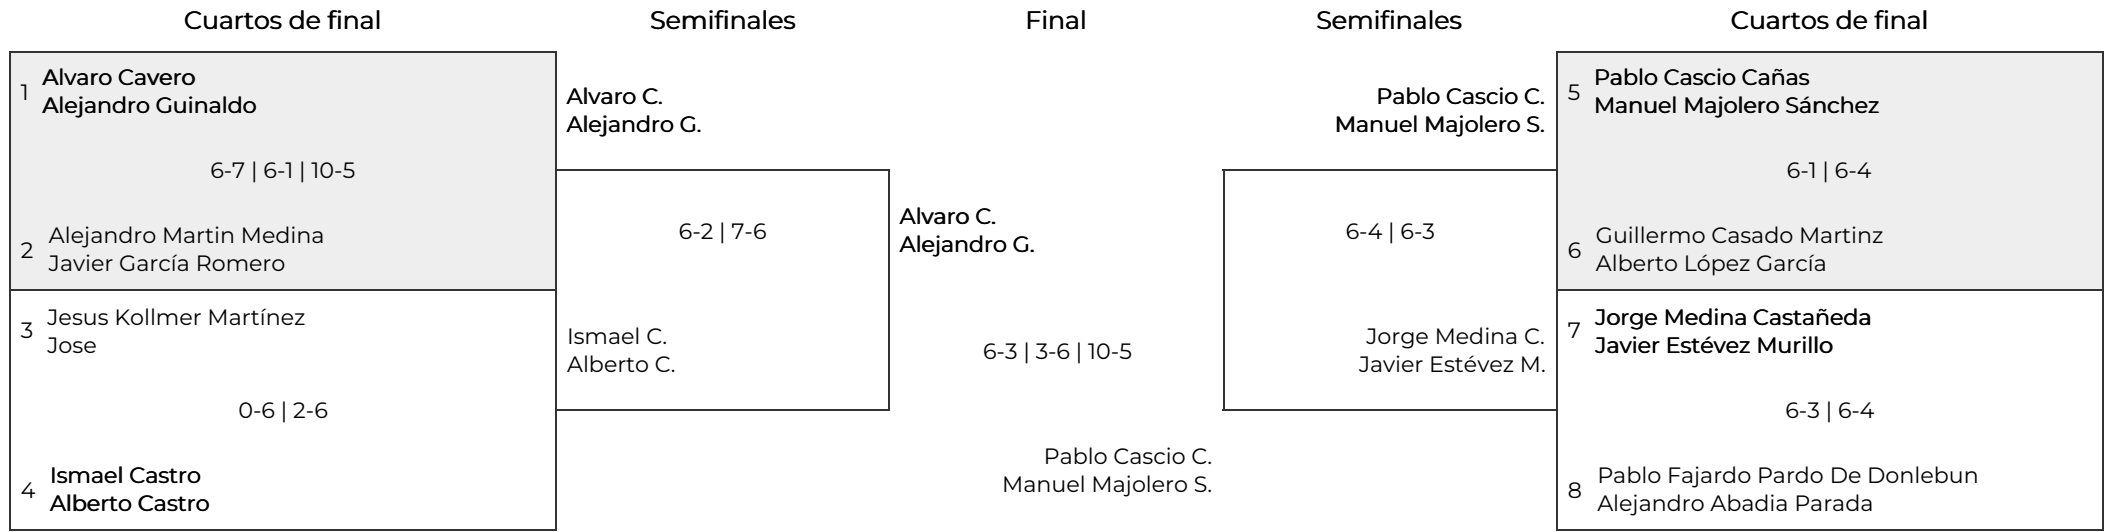 Cuartos de final
Semifinales
Final
Semifinales
Cuartos de final
1
Alvaro Cavero
Alejandro Guinaldo
6-7 | 6-1 | 10-5
2
Alejandro Martin Medina
Javier García Romero
3
Jesus Kollmer Martínez
Jose
0-6 | 2-6
4
Ismael Castro
Alberto Castro
Alvaro C.
Alejandro G.
6-2 | 7-6
Ismael C.
Alberto C.
Alvaro C.
Alejandro G.
6-3 | 3-6 | 10-5
Pablo Cascio C.
Manuel Majolero S.
Pablo Cascio C.
Manuel Majolero S.
6-4 | 6-3
Jorge Medina C.
Javier Estévez M.
5
Pablo Cascio Cañas
Manuel Majolero Sánchez
6-1 | 6-4
6
Guillermo Casado Martinz
Alberto López García
7
Jorge Medina Castañeda
Javier Estévez Murillo
6-3 | 6-4
8
Pablo Fajardo Pardo De Donlebun
Alejandro Abadia Parada